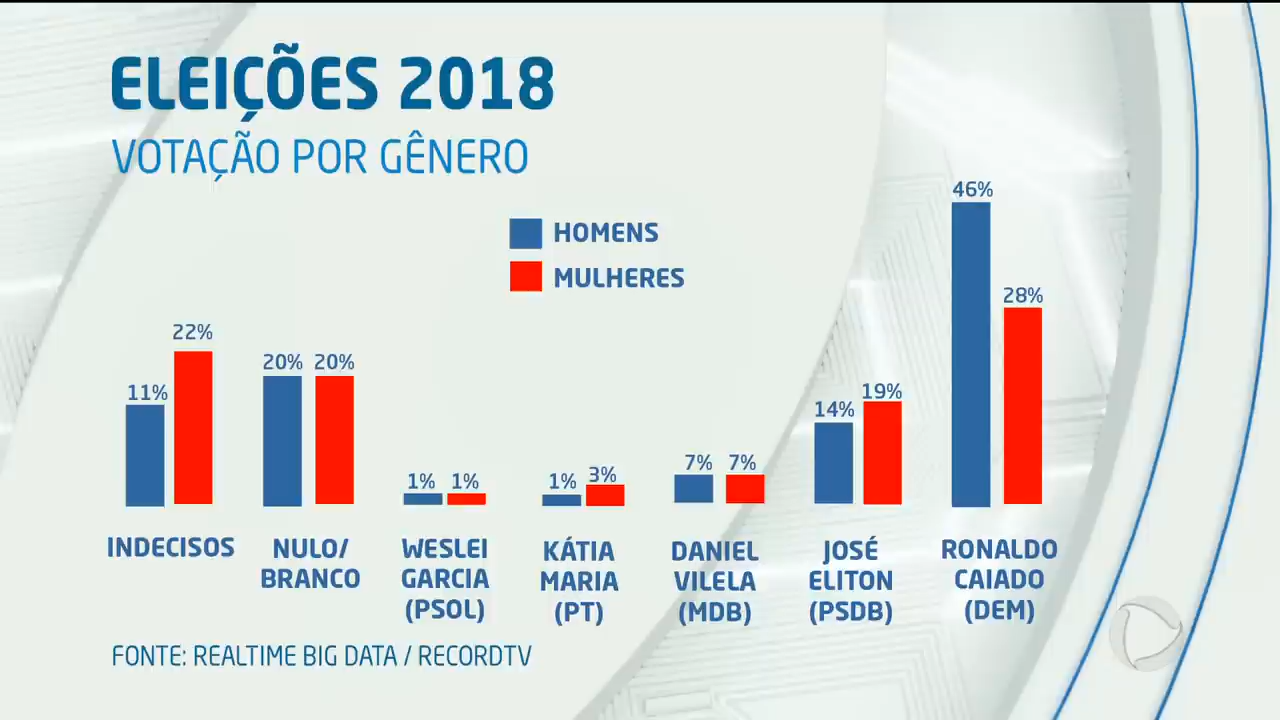 ELEIÇÕES 2018
VOTAÇÃO POR GÊNERO
HOMENS
MULHERES
11%
22%
20%
20%
1%
1%
1%
3%
7%
7%
14%
19%
46%
28%
INDECISOS
NULO/
BRANCO
WESLEI
GARCIA
(PSOL)
KÁTIA
MARIA
(PT)
DANIEL
VILELA
(MDB)
JOSÉ
ELITON
(PSDB)
RONALDO
CAIADO
(DEM)
FONTE: REALTIME BIG DATA / RECORDTV